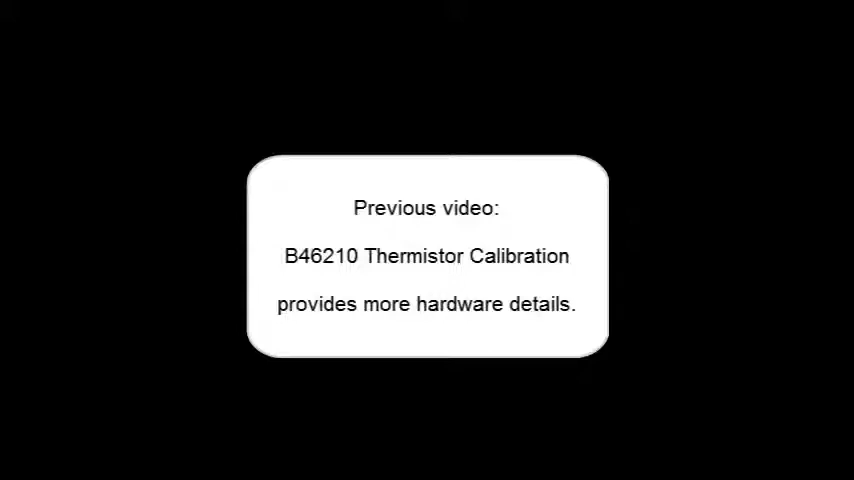 Previous video:
B46210 Thermistor Calibration
provides more hardware details.